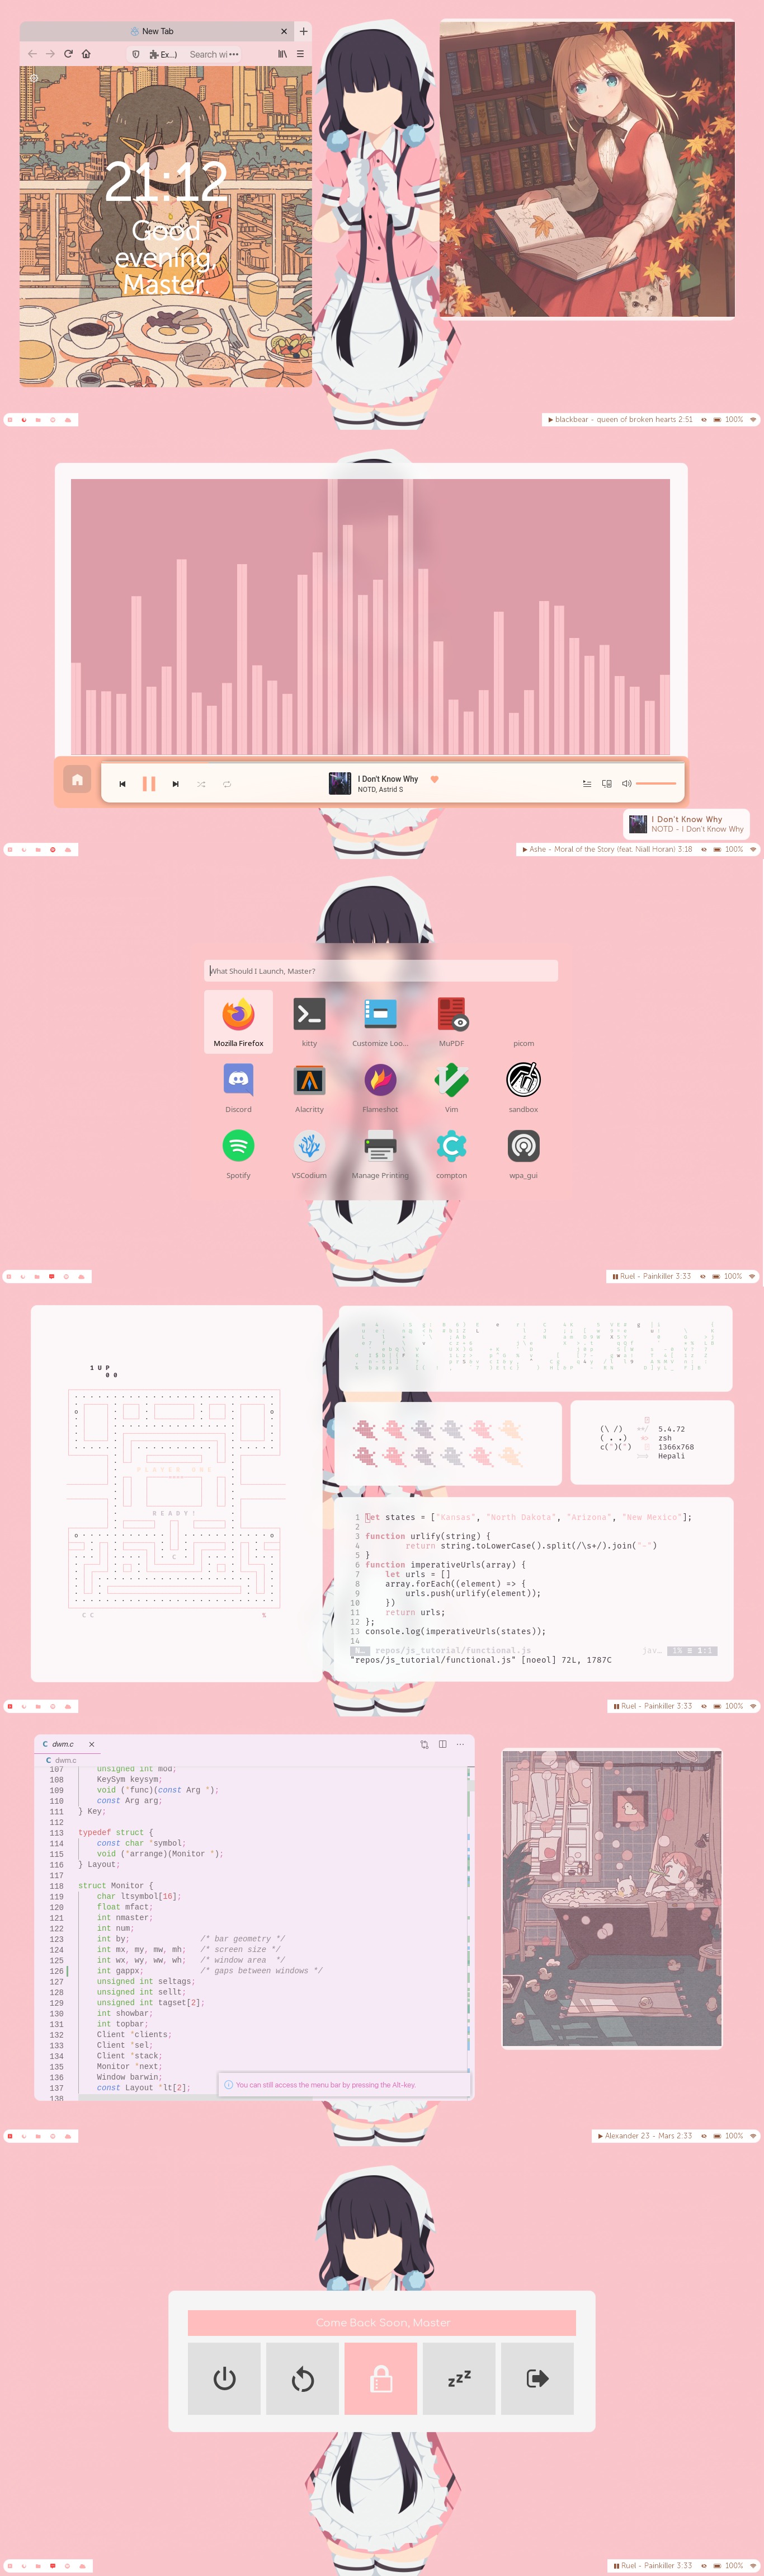 New Tab
Ex...)
Search wi
21:12
Good
evening,
Master.
blackbear - queen of broken hearts 2:51
100%
I Don't Know Why
NOTD, Astrid S
I Don't Know Why
NOTD - I Don't Know Why
Ashe - Moral of the Story (feat. Niall Horan) 3:18
100%
What Should I Launch, Master?
Mozilla Firefox
kitty
Customize Loo...
MuPDF
picom
Discord
Alacritty
Flameshot
Vim
sandbox
Spotify
VSCodium
Manage Printing
compton
wpa_gui
Ruel - Painkiller 3:33
100%
1 U P
0 0
P L A Y E R  O N E
R E A D Y !
C
C C
(\ /)
( . .)
c(")(")
5.4.72
zsh
1366x768
Hepali
1 let states = ["Kansas", "North Dakota", "Arizona", "New Mexico"];
2
3 function urlify(string) {
4         return string.toLowerCase().split(/\s+/).join("-")
5 }
6 function imperativeUrls(array) {
7     let urls = []
8     array.forEach((element) => {
9         urls.push(urlify(element));
10     })
11     return urls;
12 };
13 console.log(imperativeUrls(states));
14
repos/js_tutorial/functional.js
jav…
1% ≡ 1:1
"repos/js_tutorial/functional.js" [noeol] 72L, 1787C
Ruel - Painkiller 3:33
100%
C dwm.c
C dwm.c
107     unsigned int mod;
108     KeySym keysym;
109     void (*func)(const Arg *);
110     const Arg arg;
111 } Key;
112
113 typedef struct {
114     const char *symbol;
115     void (*arrange)(Monitor *);
116 } Layout;
117
118 struct Monitor {
119     char ltsymbol[16];
120     float mfact;
121     int nmaster;
122     int num;
123     int by;               /* bar geometry */
124     int mx, my, mw, mh;   /* screen size */
125     int wx, wy, ww, wh;   /* window area  */
126     int gappx;            /* gaps between windows */
127     unsigned int seltags;
128     unsigned int sellt;
129     unsigned int tagset[2];
130     int showbar;
131     int topbar;
132     Client *clients;
133     Client *sel;
134     Client *stack;
135     Monitor *next;
136     Window barwin;
137     const Layout *lt[2];
138
You can still access the menu bar by pressing the Alt-key.
Alexander 23 - Mars 2:33
100%
Come Back Soon, Master
zzz
Ruel - Painkiller 3:33
100%